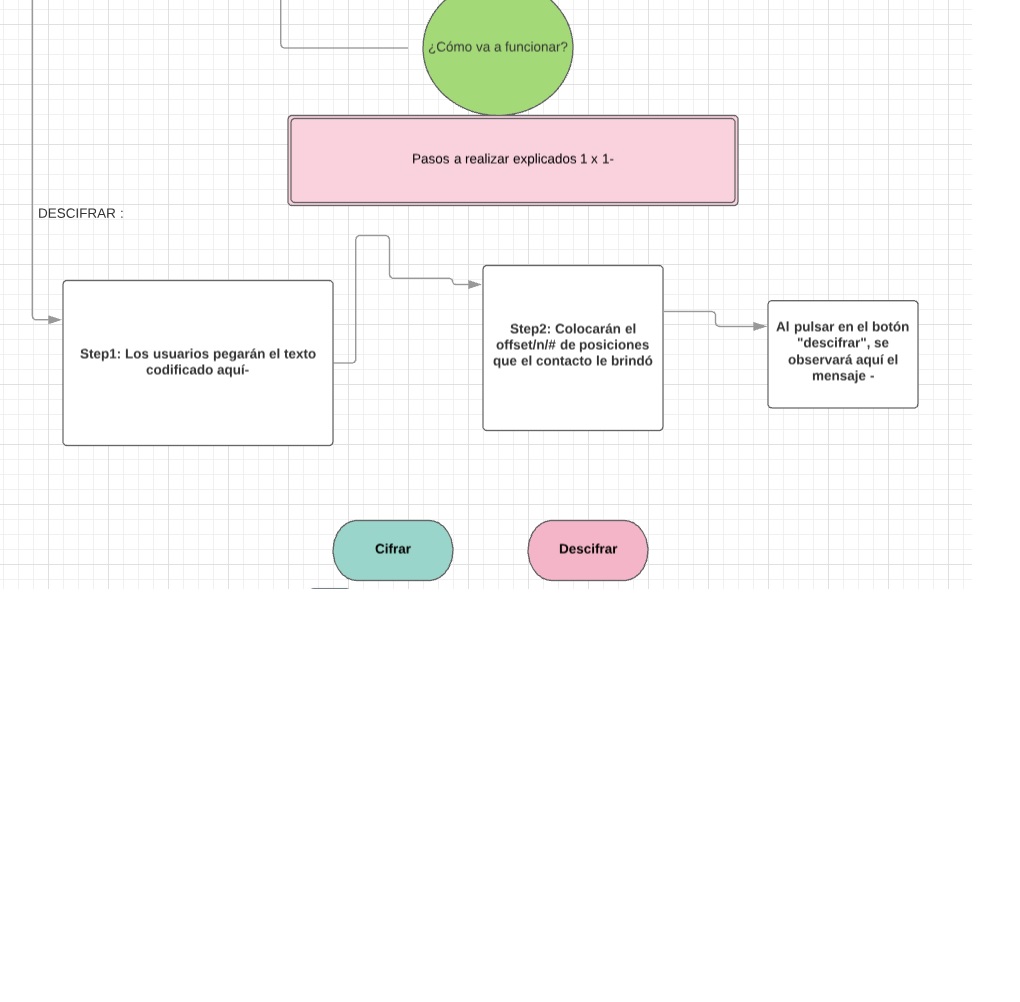 ¿Cómo va a funcionar?
Pasos a realizar explicados 1 x 1-
DESCIFRAR :
Step1: Los usuarios pegarán el texto
codificado aquí-
Step2: Colocarán el
offset/n/# de posiciones
que el contacto le brindó
Al pulsar en el botón
"descifrar", se
observará aquí el
mensaje -
Cifrar
Descifrar